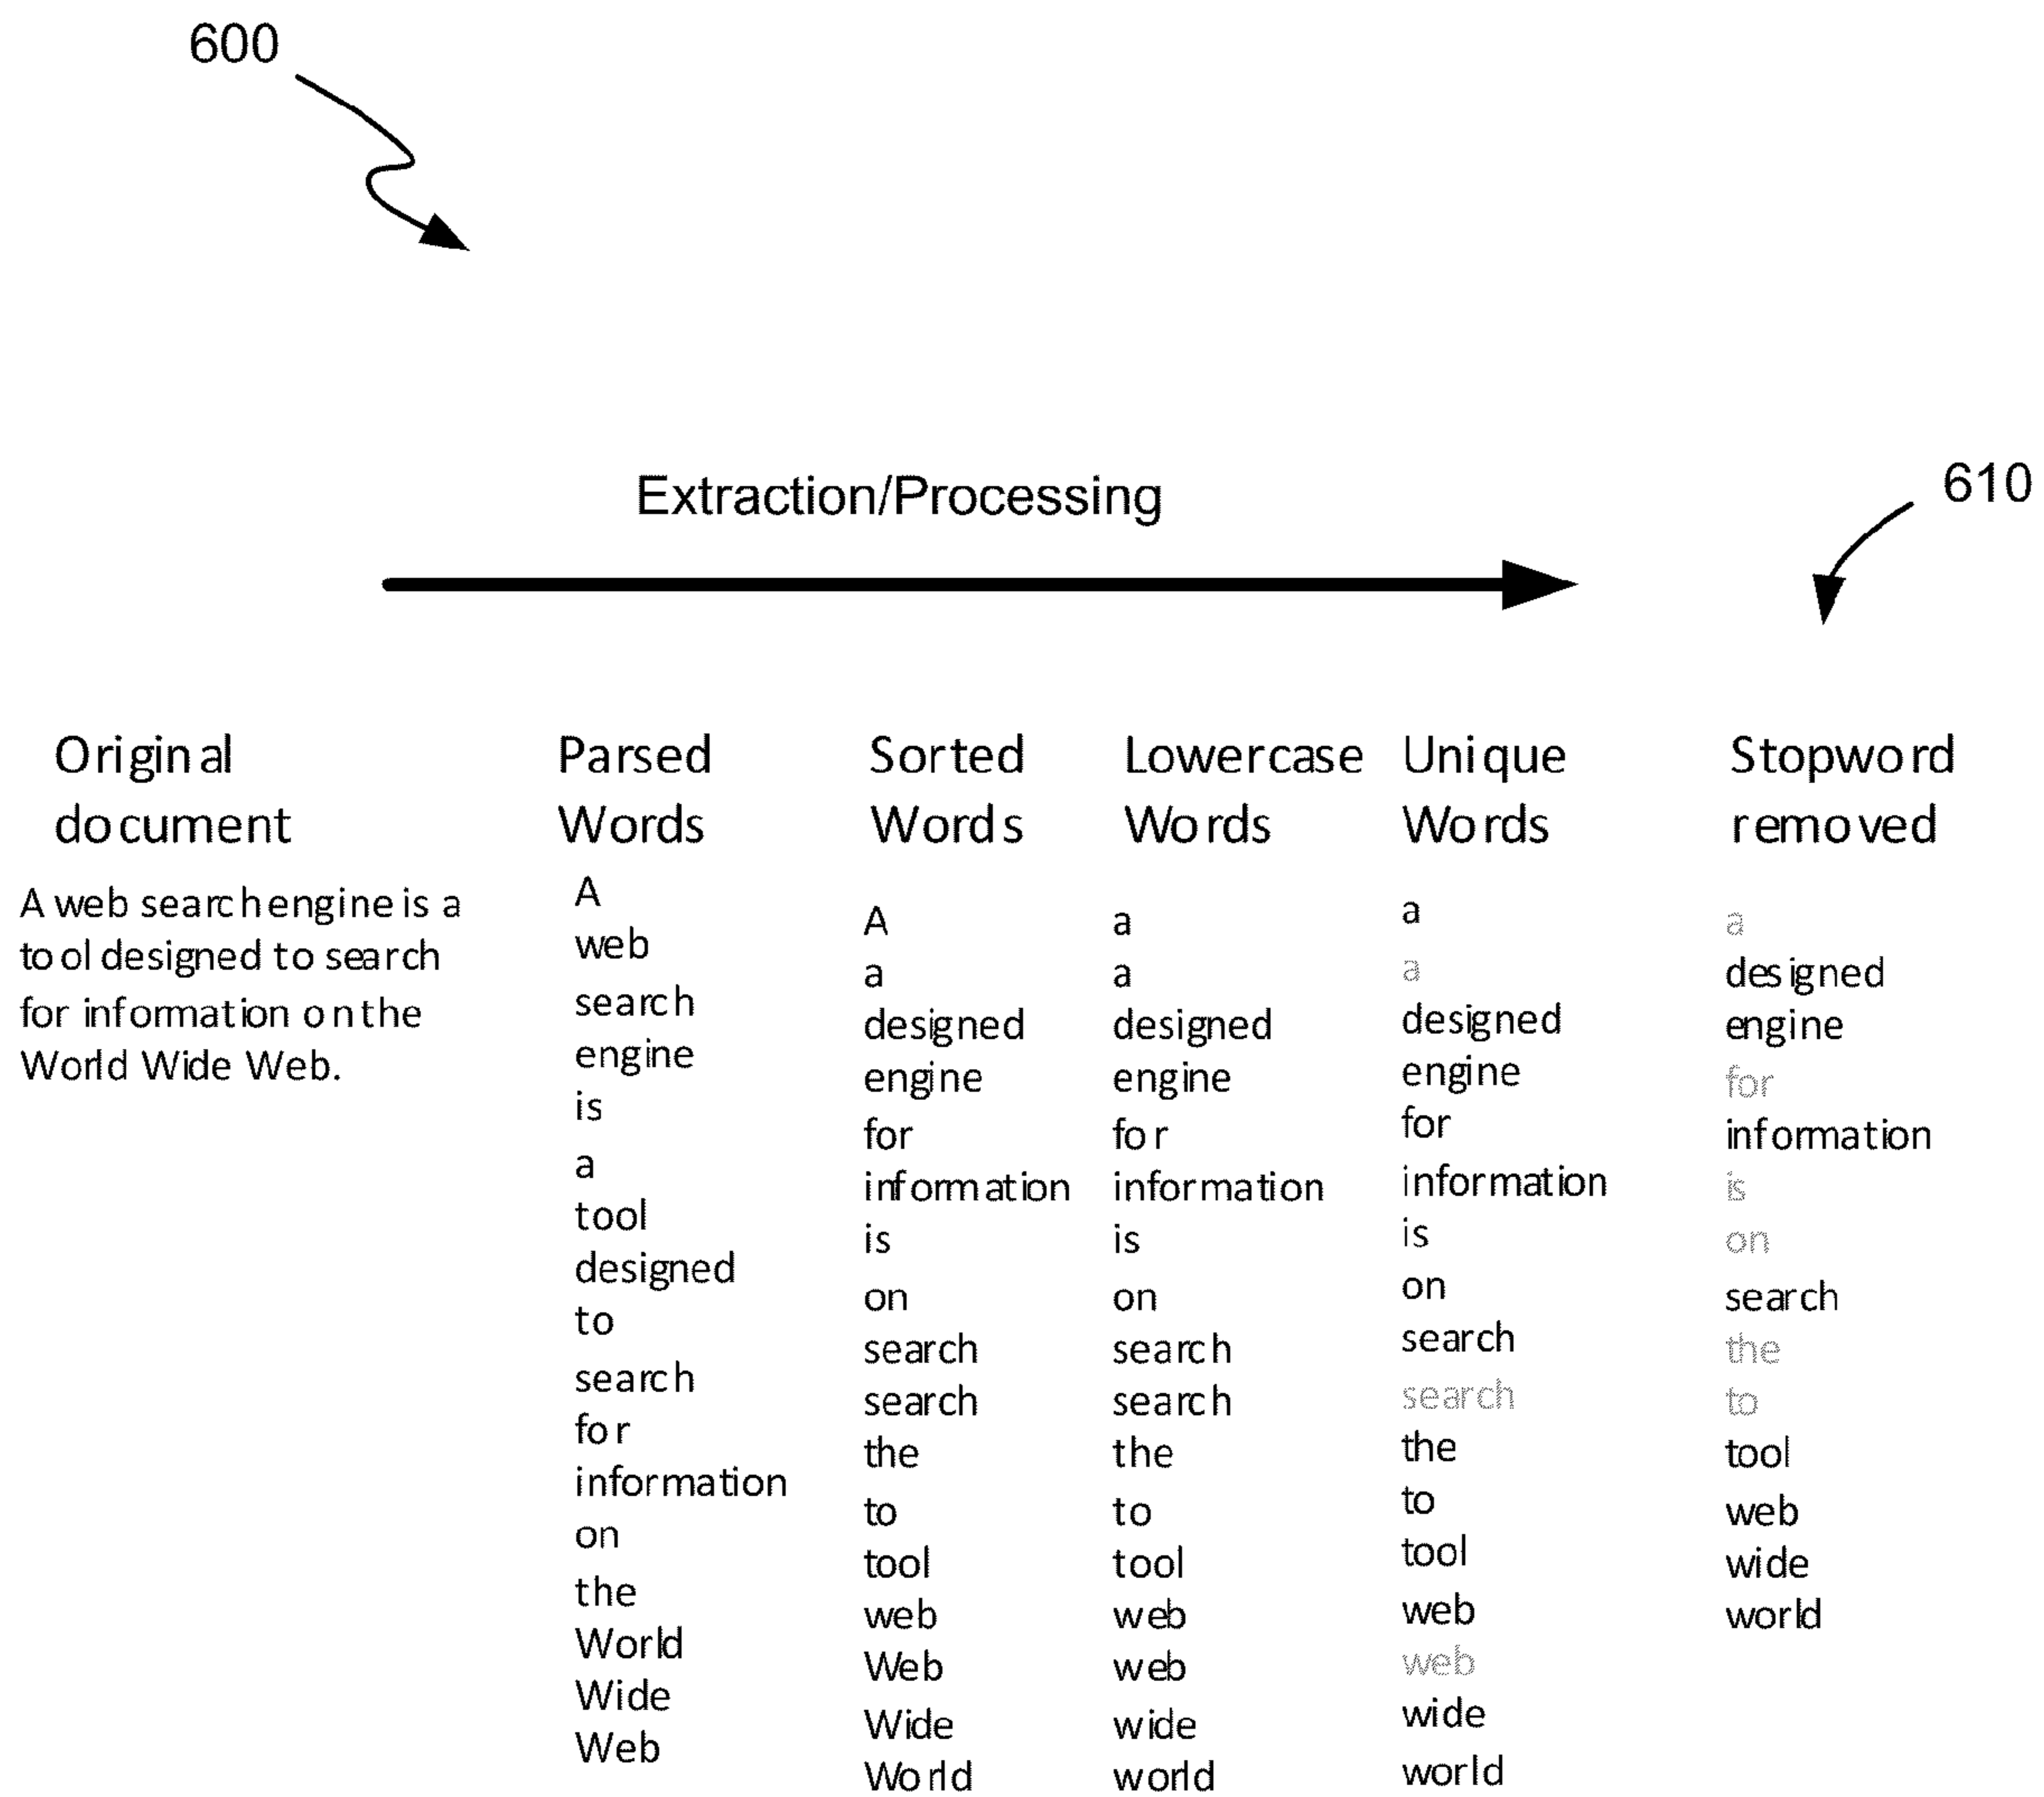 600
Extraction/Processing
610
Original
document
A web search engine is a
tool designed to search
for information on the
World Wide Web.
Parsed
Words
A
web
search
engine
is
a
tool
designed
to
search
for
information
on
the
World
Wide
Web
Sorted
Words
A
a
designed
engine
for
information
is
on
search
search
the
to
tool
web
Web
Wide
World
Lowercase
Words
a
a
designed
engine
for
information
is
on
search
search
the
to
tool
web
web
wide
world
Unique
Words
a
a
designed
engine
for
information
is
on
search
search
the
to
tool
web
web
wide
world
Stopword
removed
a
designed
engine
for
information
is
on
search
the
to
tool
web
wide
world